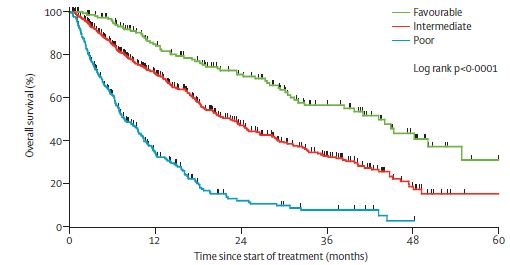 Favourable
Intermediate
Poor
Log rank p<0·0001
Overall survival (%)
100
80
60
40
20
0
0
12
24
36
48
60
Time since start of treatment (months)